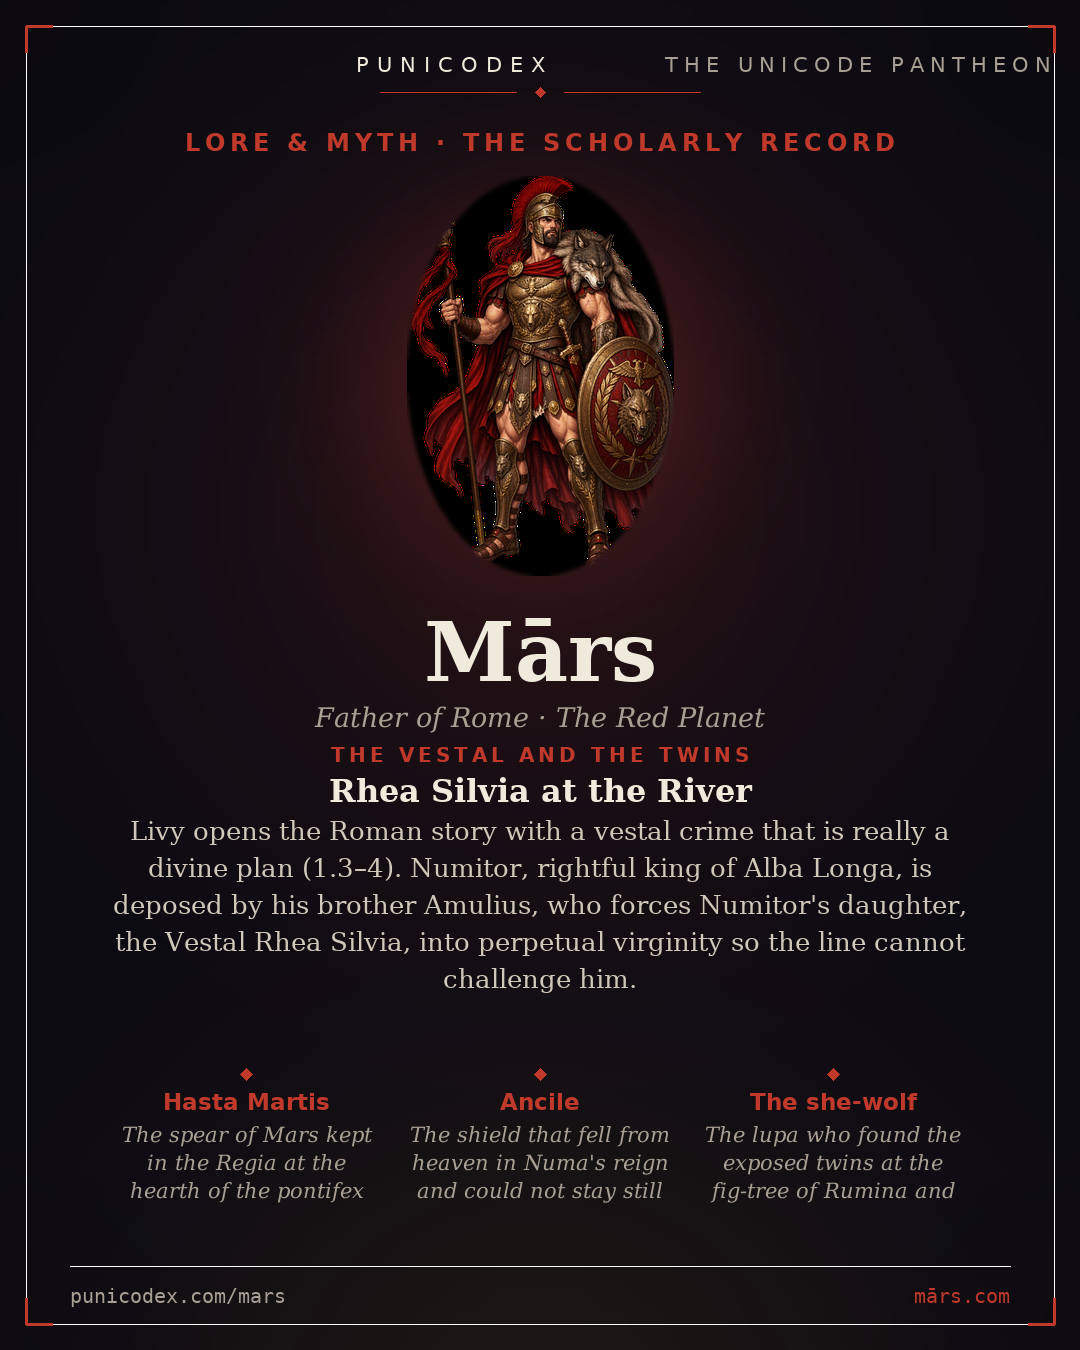 PUNICODEX THE UNICODE PANTHEON
LORE & MYTH · THE SCHOLARLY RECORD
Mārs
Father of Rome · The Red Planet
THE VESTAL AND THE TWINS
Rhea Silvia at the River
Livy opens the Roman story with a vestal crime that is really a
divine plan (1.3–4). Numitor, rightful king of Alba Longa, is
deposed by his brother Amulius, who forces Numitor's daughter,
the Vestal Rhea Silvia, into perpetual virginity so the line cannot
challenge him.
Hasta Martis
The spear of Mars kept
in the Regia at the
hearth of the pontifex
Ancile
The shield that fell from
heaven in Numa's reign
and could not stay still
The she-wolf
The lupa who found the
exposed twins at the
fig-tree of Rumina and
punicodex.com/mars
mārs.com